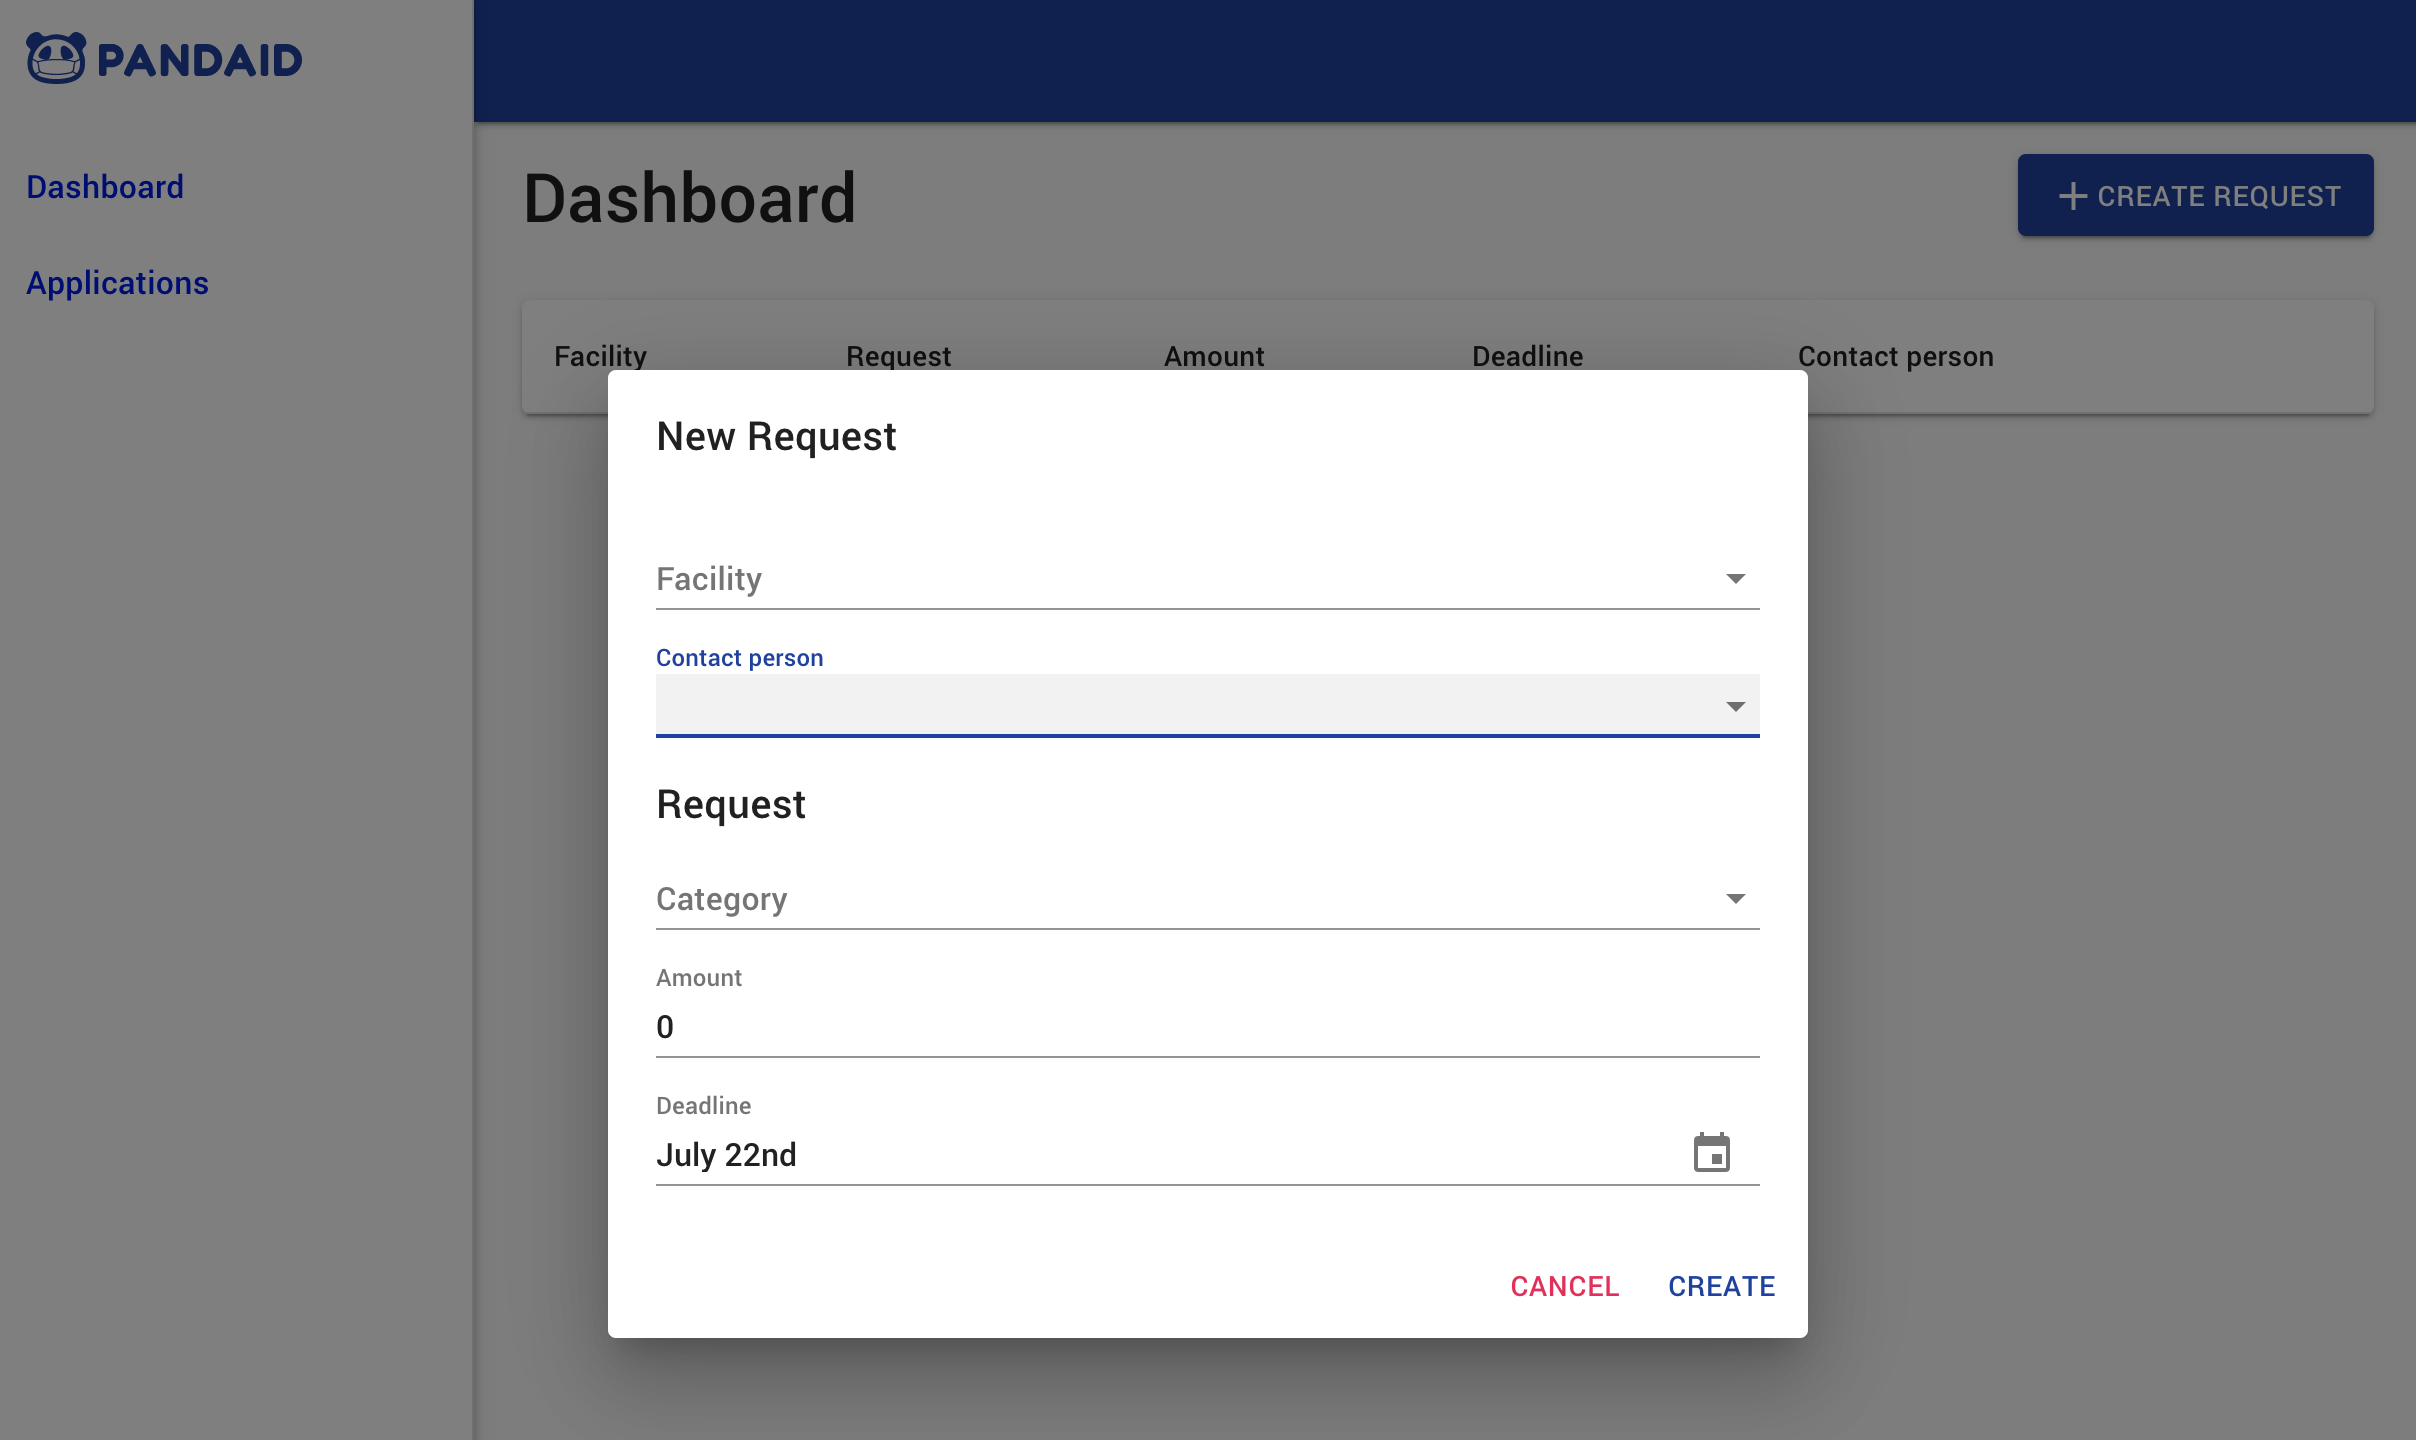 PANDAID
Dashboard
Applications
Dashboard
CREATE REQUEST
Facility Request Amount Deadline Contact person
New Request
Facility
Contact person
Request
Category
Amount
0
Deadline
July 22nd
CANCEL CREATE